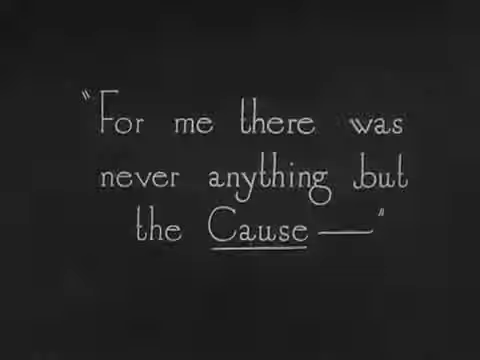 "For me there was
never anything but
the Cause —"